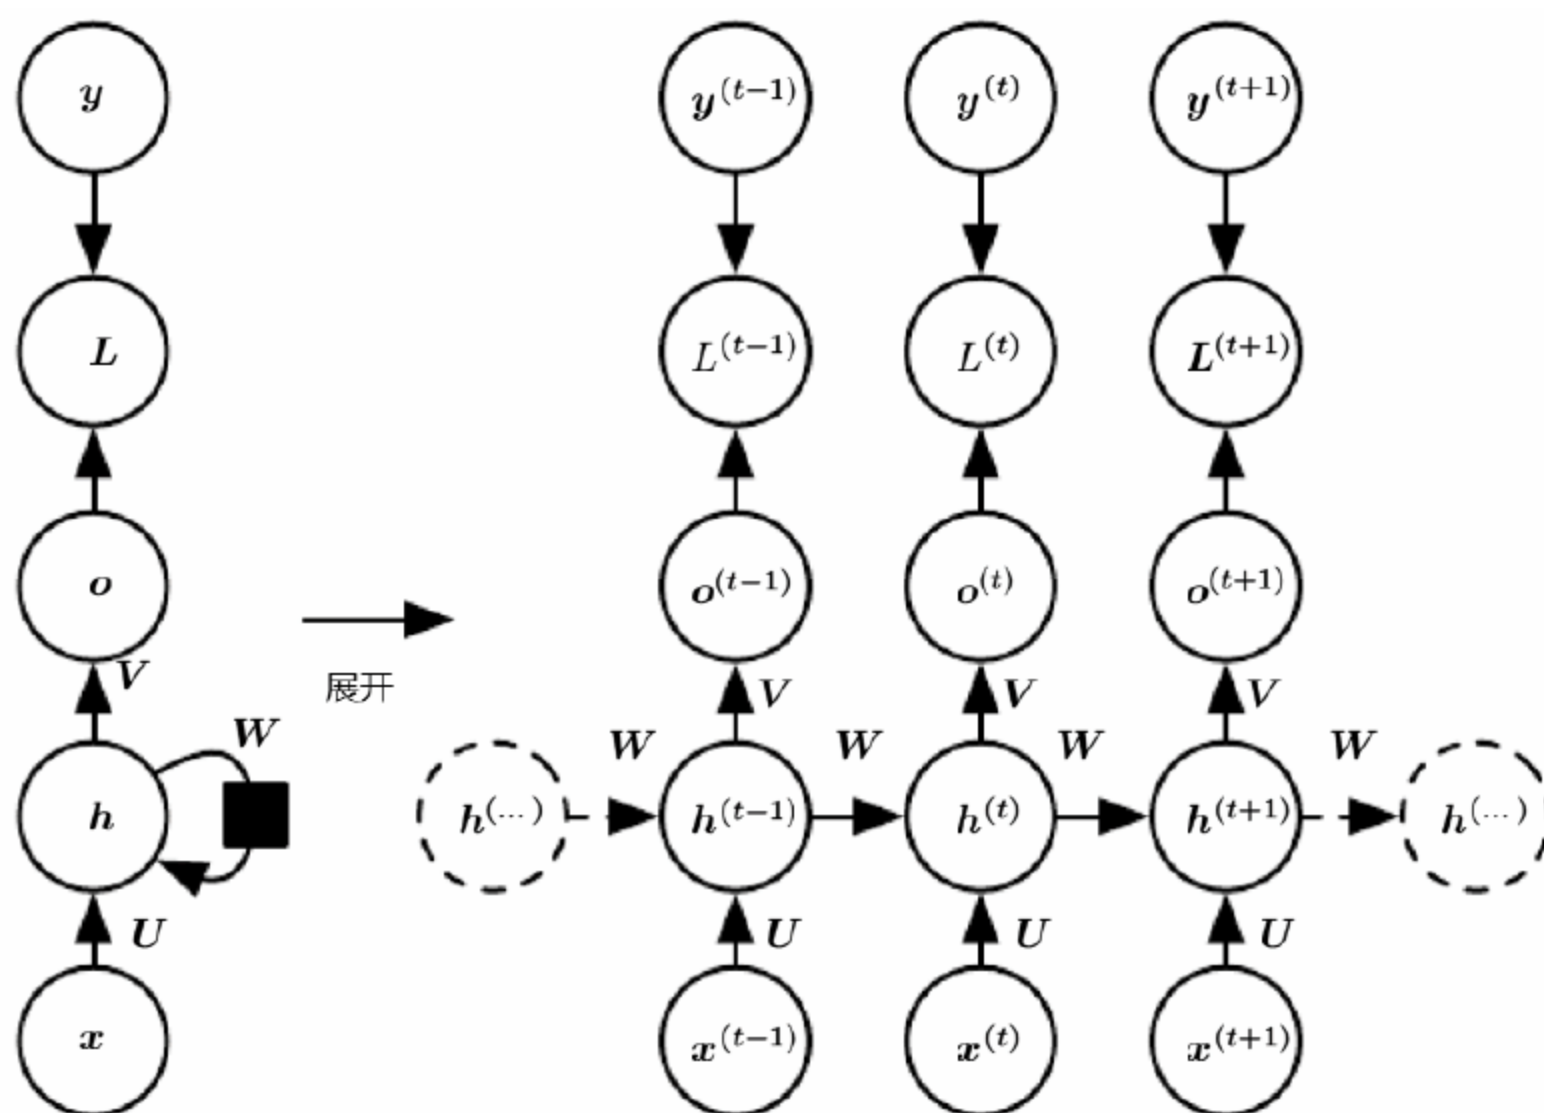 y y^(t−1) y^(t) y^(t+1)
L L^(t−1) L^(t) L^(t+1)
o o^(t−1) o^(t) o^(t+1)
展开
V V V V
W W W W W
h h^(...) h^(t−1) h^(t) h^(t+1) h^(...)
U U U U
x x^(t−1) x^(t) x^(t+1)